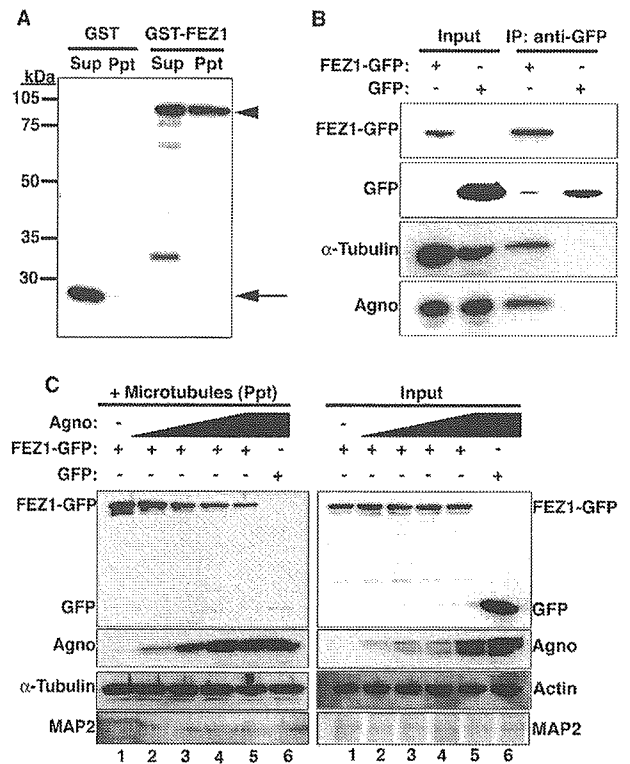 A
GST GST-FEZ1
kDa Sup Ppt Sup Ppt
105
75
50
35
30
B
Input IP: anti-GFP
FEZ1-GFP: + - + -
GFP: - + - +
FEZ1-GFP
GFP
α-Tubulin
Agno
C
+ Microtubules (Ppt) Input
Agno: - -
FEZ1-GFP: + + + + + - + + + + + -
GFP: - - - - - + - - - - - +
FEZ1-GFP FEZ1-GFP
GFP GFP
Agno Agno
α-Tubulin Actin
MAP2 MAP2
1 2 3 4 5 6 1 2 3 4 5 6